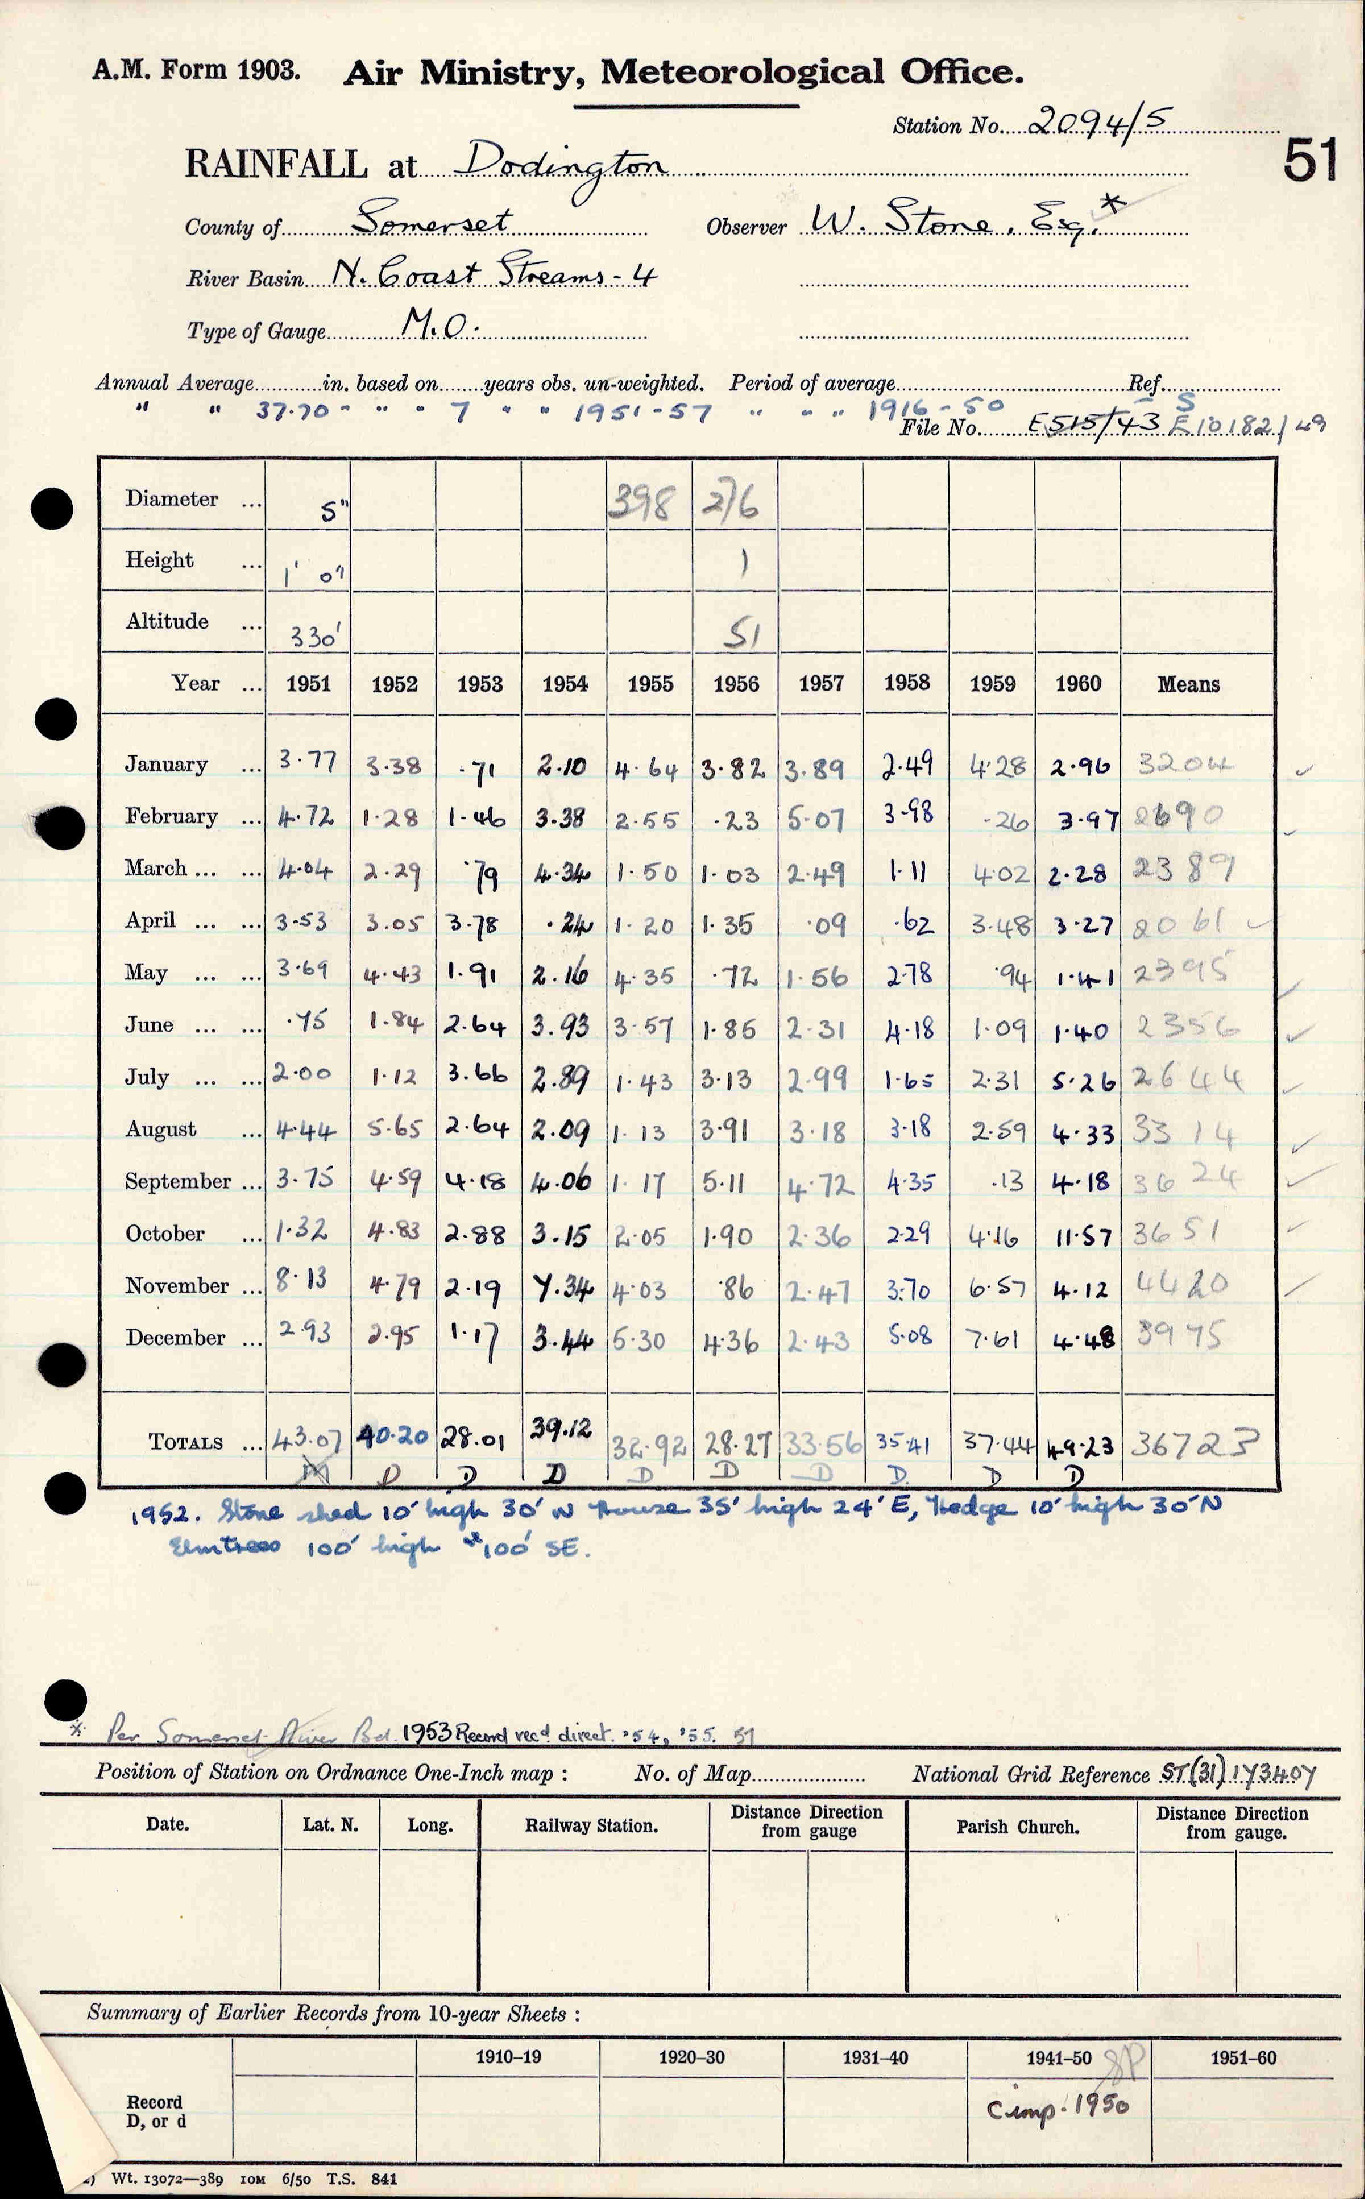 A.M. Form 1903. Air Ministry, Meteorological Office.
Station No. 2094/5
51
RAINFALL at Dodington
County of Somerset Observer W. Stone, Esq.*
River Basin N. Coast Streams - 4
Type of Gauge M.O.
Annual Average in. based on years obs. un-weighted. Period of average Ref.
" " 37.70 - " - 7 " " 1951-57 " - " 1916-50 S
File No. E515/43 E10182/49
Diameter ... 5" 398 276
Height ... 1' 0" 1
Altitude ... 330' 51
Year ... 1951 1952 1953 1954 1955 1956 1957 1958 1959 1960 Means
January ... 3.77 3.38 .71 2.10 4.64 3.82 3.89 2.49 4.28 2.96 3204
February ... 4.72 1.28 1.46 3.38 2.55 .23 5.07 3.98 .26 3.97 2690
March ... ... 4.04 2.29 .79 4.34 1.50 1.03 2.49 1.11 4.02 2.28 2389
April ... ... 3.53 3.05 3.78 .24 1.20 1.35 .09 .62 3.48 3.27 2061
May ... ... 3.69 4.43 1.91 2.16 4.35 .72 1.56 2.78 .94 1.41 2395
June ... ... .75 1.84 2.64 3.93 3.57 1.85 2.31 4.18 1.09 1.40 2356
July ... ... 2.00 1.12 3.66 2.89 1.43 3.13 2.99 1.65 2.31 5.26 2644
August ... 4.44 5.65 2.64 2.09 1.13 3.91 3.18 3.18 2.59 4.33 3314
September ... 3.75 4.59 4.18 4.06 1.17 5.11 4.72 4.35 .13 4.18 3624
October ... 1.32 4.83 2.88 3.15 2.05 1.90 2.36 2.29 4.16 11.57 3651
November ... 8.13 4.79 2.19 7.34 4.03 .86 2.47 3.70 6.57 4.12 4420
December ... 2.93 2.95 1.17 3.44 5.30 4.36 2.43 5.08 7.61 4.48 3975
TOTALS ... 43.07 40.20 28.01 39.12 32.92 28.27 33.56 35.41 37.44 49.23 36723
M D D D D D D D D D
1952. Stone shed 10' high 30' W House 35' high 24' E, Hedge 10' high 30' N
Elmtrees 100' high 100' SE.
* Per Somerset River Bd. 1953 Record recd direct. '54, '55. 57
Position of Station on Ordnance One-Inch map : No. of Map National Grid Reference ST(31)173407
Date. Lat. N. Long. Railway Station. Distance Direction from gauge Parish Church. Distance Direction from gauge.
Summary of Earlier Records from 10-year Sheets :
1910-19 1920-30 1931-40 1941-50 1951-60
SP
Record
D, or d
Cimp. 1950
Wt. 13072—389 10M 6/50 T.S. 841